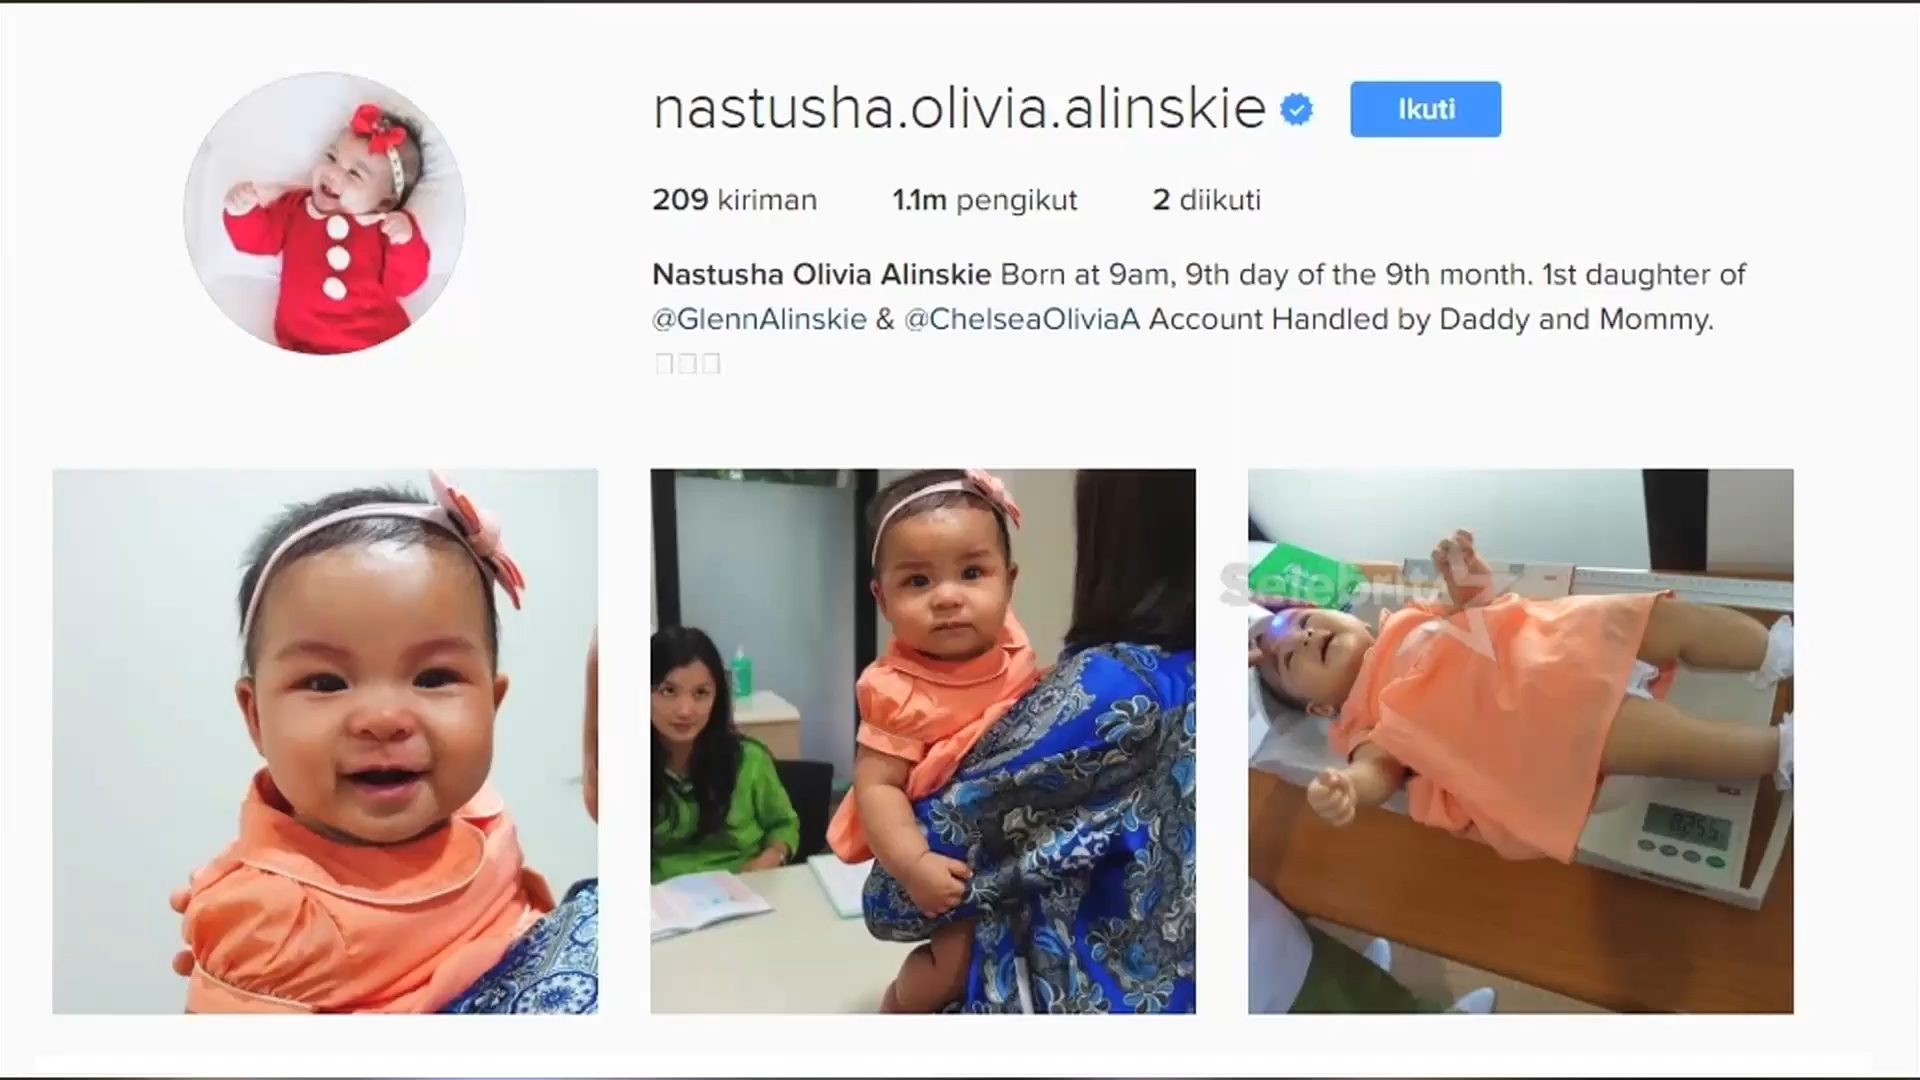 nastusha.olivia.alinskie Ikuti
209 kiriman 1.1m pengikut 2 diikuti
Nastusha Olivia Alinskie Born at 9am, 9th day of the 9th month. 1st daughter of
@GlennAlinskie & @ChelseaOliviaA Account Handled by Daddy and Mommy.
Selebrita